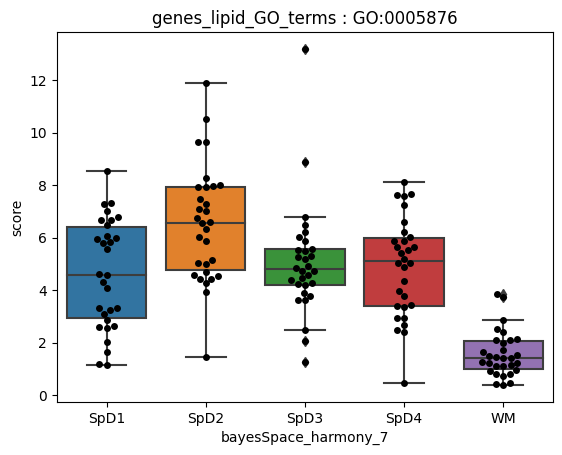 genes_lipid_GO_terms : GO:0005876
12
10
8
6
4
2
0
score
SpD1 SpD2 SpD3 SpD4 WM
bayesSpace_harmony_7